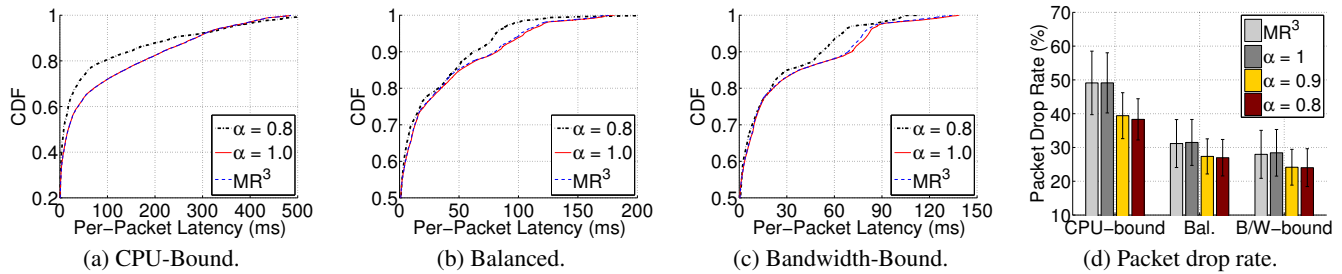 CDF
1
0.8
0.6
0.4
0.2
α = 0.8
α = 1.0
MR³
0 100 200 300 400 500
Per−Packet Latency (ms)
(a) CPU-Bound.
CDF
1
0.9
0.8
0.7
0.6
0.5
α = 0.8
α = 1.0
MR³
0 50 100 150 200
Per−Packet Latency (ms)
(b) Balanced.
CDF
1
0.9
0.8
0.7
0.6
0.5
α = 0.8
α = 1.0
MR³
0 30 60 90 120 150
Per−Packet Latency (ms)
(c) Bandwidth-Bound.
Packet Drop Rate (%)
70
60
50
40
30
20
10
MR³
α = 1
α = 0.9
α = 0.8
CPU−bound Bal. B/W−bound
(d) Packet drop rate.